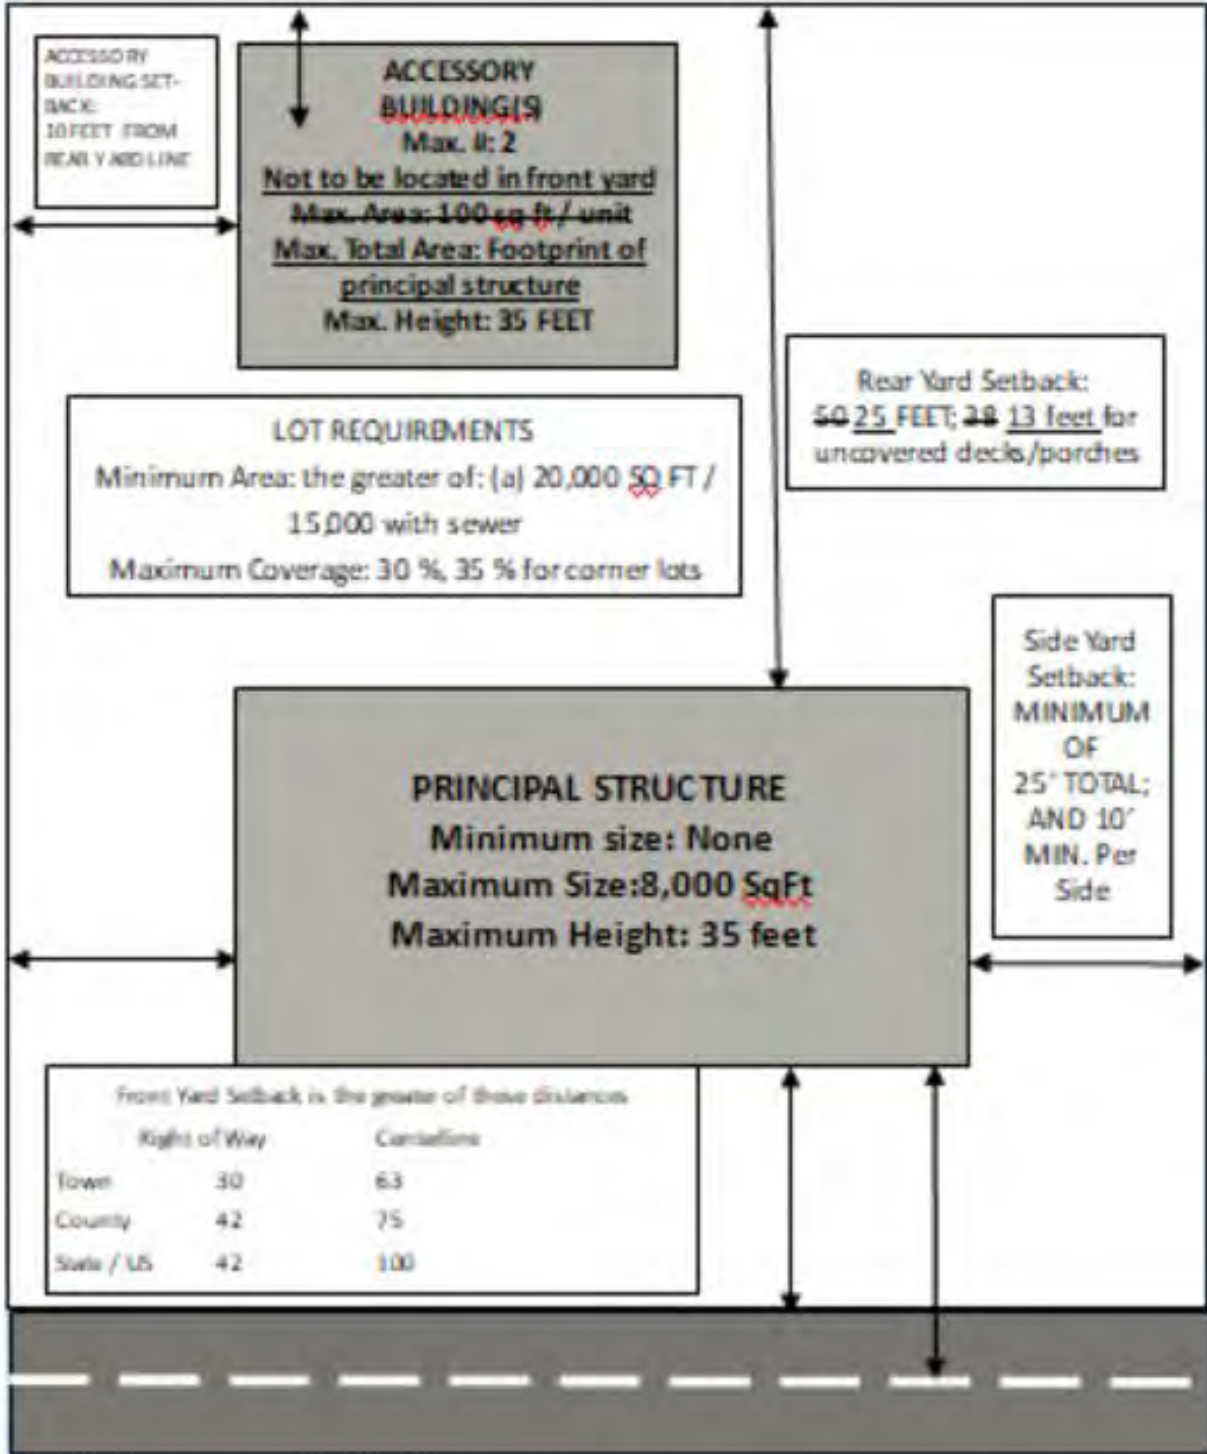 ACCESSORY
BUILDING SET-
BACK:
10 FEET FROM
REAR YARD LINE
ACCESSORY
BUILDING(S)
Max. #: 2
Not to be located in front yard
Max. Area: 100 sq ft / unit
Max. Total Area: Footprint of
principal structure
Max. Height: 35 FEET
Rear Yard Setback:
50 25 FEET; 38 13 feet for
uncovered decks/porches
LOT REQUIREMENTS
Minimum Area: the greater of: (a) 20,000 SQ FT /
15,000 with sewer
Maximum Coverage: 30 %, 35 % for corner lots
Side Yard
Setback:
MINIMUM
OF
25' TOTAL;
AND 10'
MIN. Per
Side
PRINCIPAL STRUCTURE
Minimum size: None
Maximum Size:8,000 SqFt
Maximum Height: 35 feet
Front Yard Setback is the greater of these distances
Right of Way Centerline
Town 30 63
County 42 75
State / US 42 100